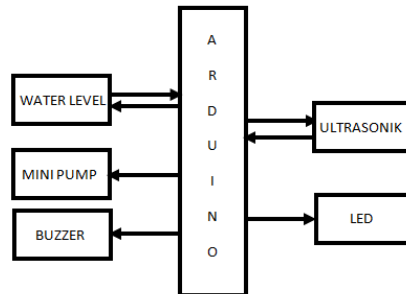 WATER LEVEL
MINI PUMP
BUZZER
A
R
D
U
I
N
O
ULTRASONIK
LED